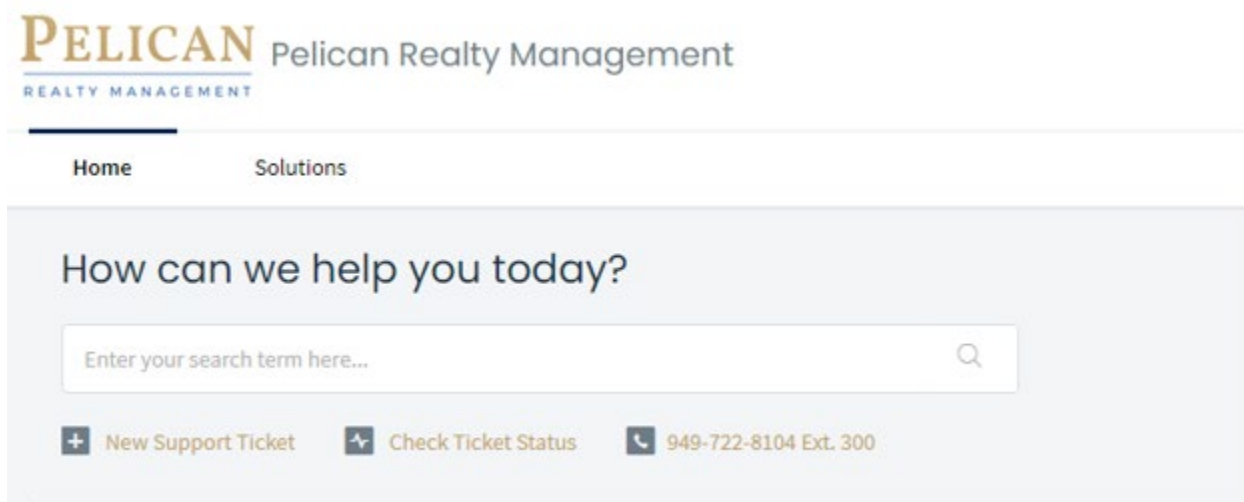 PELICAN
REALTY MANAGEMENT
Pelican Realty Management
Home Solutions
How can we help you today?
Enter your search term here...
New Support Ticket Check Ticket Status 949-722-8104 Ext. 300